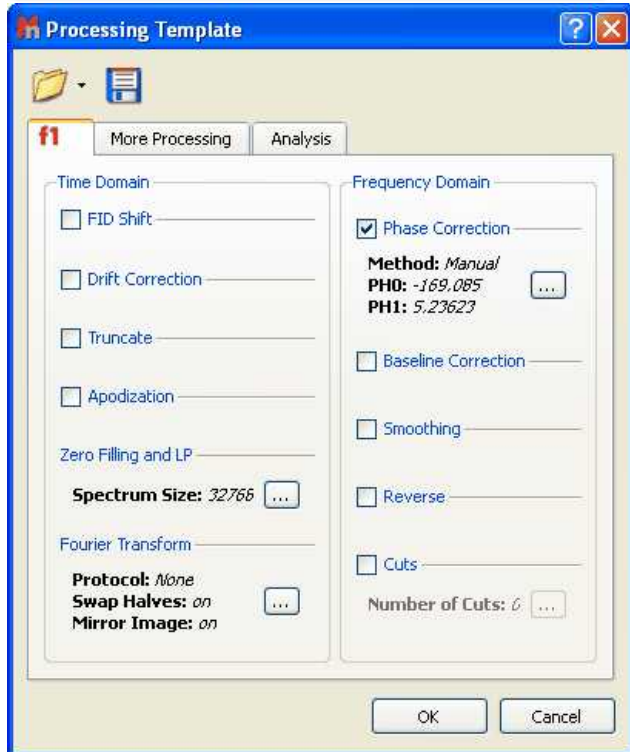 Processing Template
f1
More Processing
Analysis
Time Domain
FID Shift
Drift Correction
Truncate
Apodization
Zero Filling and LP
Spectrum Size: 32768 ...
Fourier Transform
Protocol: None
Swap Halves: on
Mirror Image: on
...
Frequency Domain
Phase Correction
Method: Manual
PH0: -169,085
PH1: 5,23623
...
Baseline Correction
Smoothing
Reverse
Cuts
Number of Cuts: ...
OK
Cancel